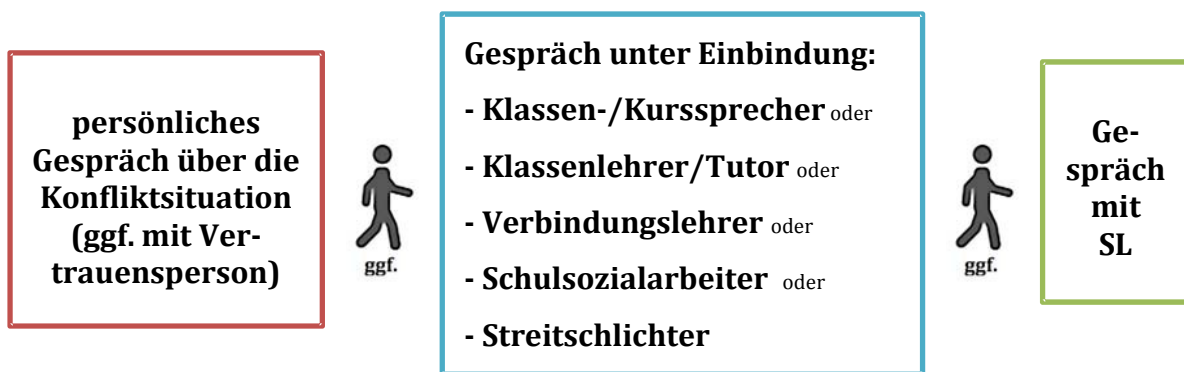 persönliches
Gespräch über die
Konfliktsituation
(ggf. mit Ver-
trauensperson)
ggf.
Gespräch unter Einbindung:
- Klassen-/Kurssprecher oder
- Klassenlehrer/Tutor oder
- Verbindungslehrer oder
- Schulsozialarbeiter oder
- Streitschlichter
ggf.
Ge-
spräch
mit
SL